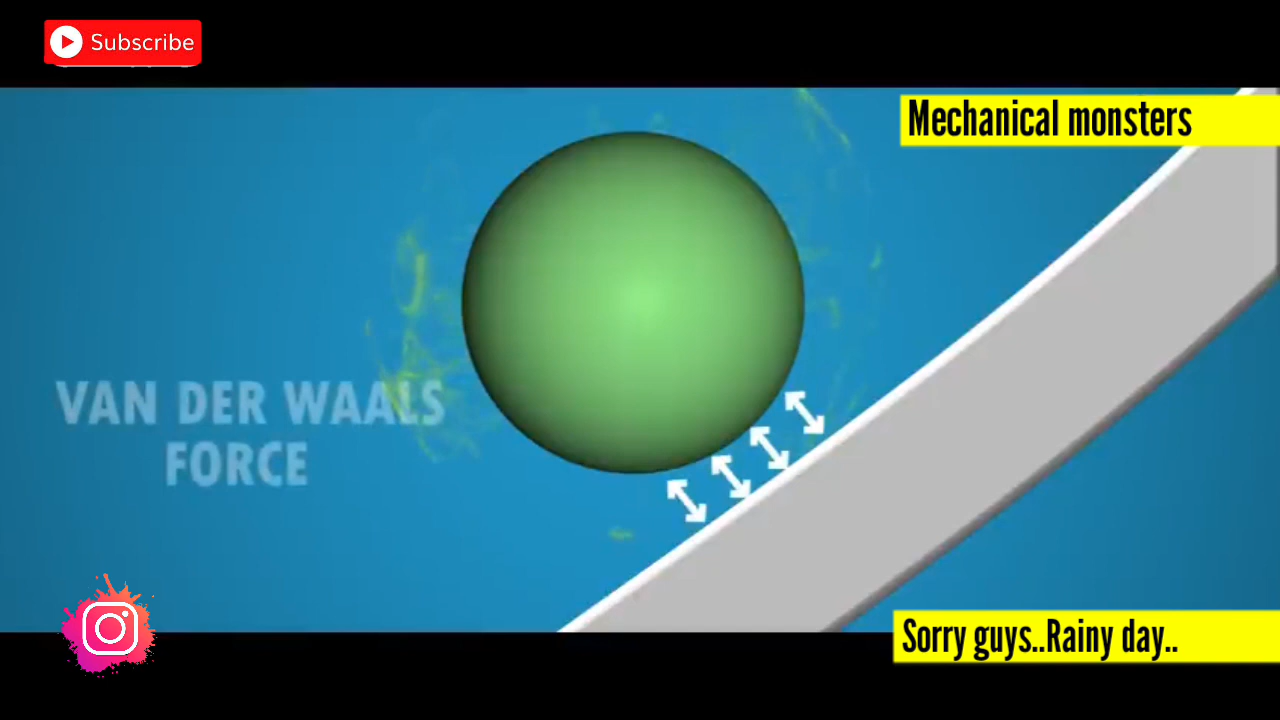 Subscribe
Mechanical monsters
VAN DER WAALS
FORCE
Sorry guys..Rainy day..